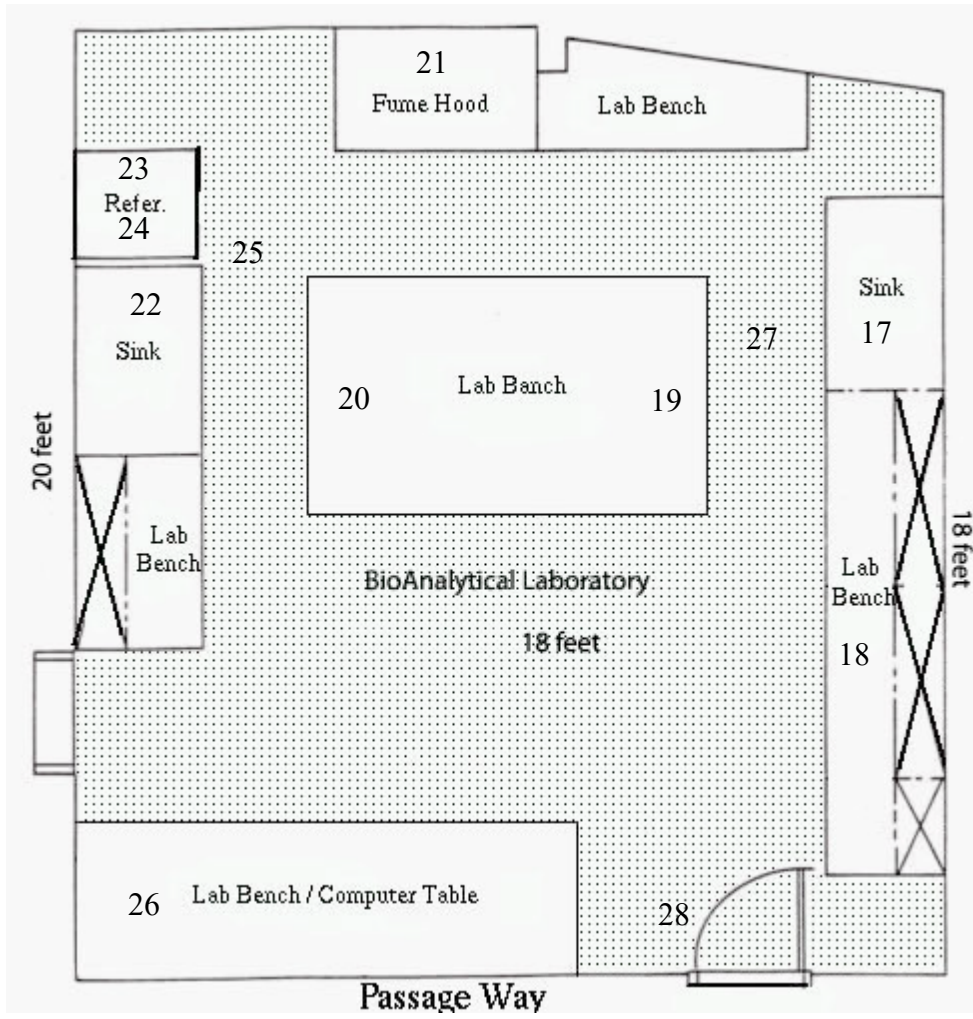 21
Fume Hood
Lab Bench
23
Refer.
24
25
22
Sink
Sink
17
27
20
Lab Banch
19
20 feet
Lab
Bench
BioAnalytical Laboratory
18 feet
18 feet
Lab
Bench
18
26
Lab Bench / Computer Table
28
Passage Way